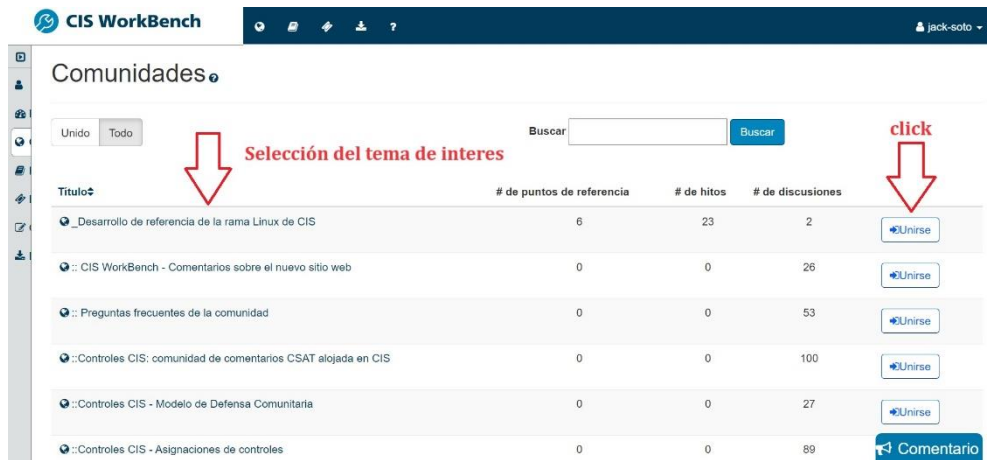 CIS WorkBench
?
jack-soto
Comunidades
Unido Todo
Buscar
Buscar
click
Selección del tema de interes
Titulo # de puntos de referencia # de hitos # de discusiones
_Desarrollo de referencia de la rama Linux de CIS 6 23 2 Unirse
:: CIS WorkBench - Comentarios sobre el nuevo sitio web 0 0 26 Unirse
:: Preguntas frecuentes de la comunidad 0 0 53 Unirse
::Controles CIS: comunidad de comentarios CSAT alojada en CIS 0 0 100 Unirse
::Controles CIS - Modelo de Defensa Comunitaria 0 0 27 Unirse
::Controles CIS - Asignaciones de controles 0 0 89
Comentario